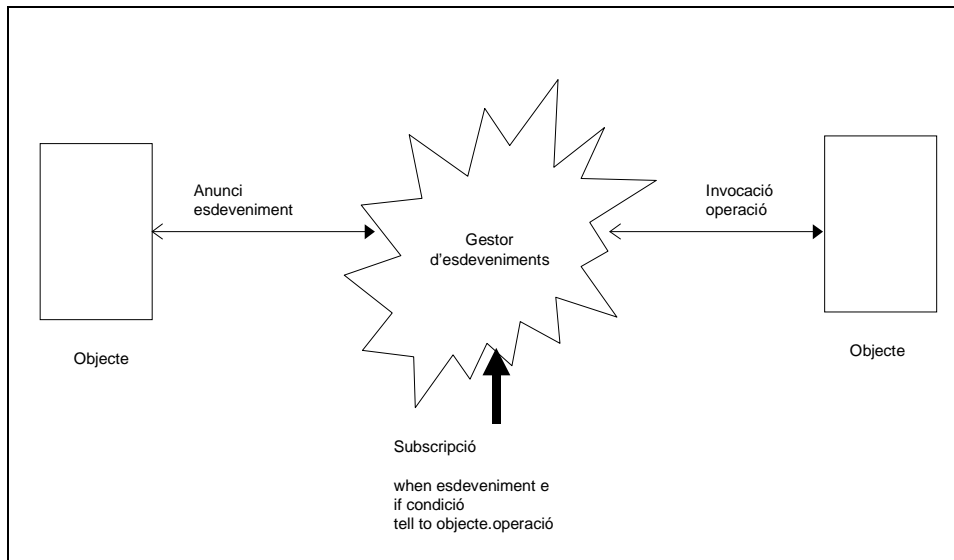 Anunci
esdeveniment
Invocació
operació
Gestor
d'esdeveniments
Objecte
Objecte
Subscripció
when esdeveniment e
if condició
tell to objecte.operació